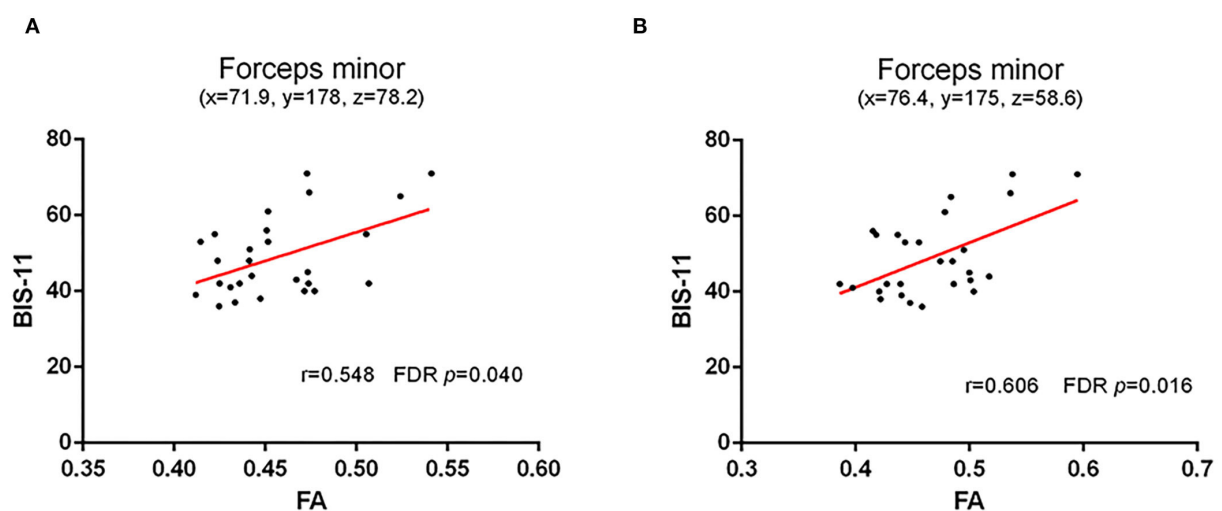 A
Forceps minor
(x=71.9, y=178, z=78.2)
80
60
40
20
0
BIS-11
r=0.548 FDR p=0.040
0.35 0.40 0.45 0.50 0.55 0.60
FA
B
Forceps minor
(x=76.4, y=175, z=58.6)
80
60
40
20
0
BIS-11
r=0.606 FDR p=0.016
0.3 0.4 0.5 0.6 0.7
FA